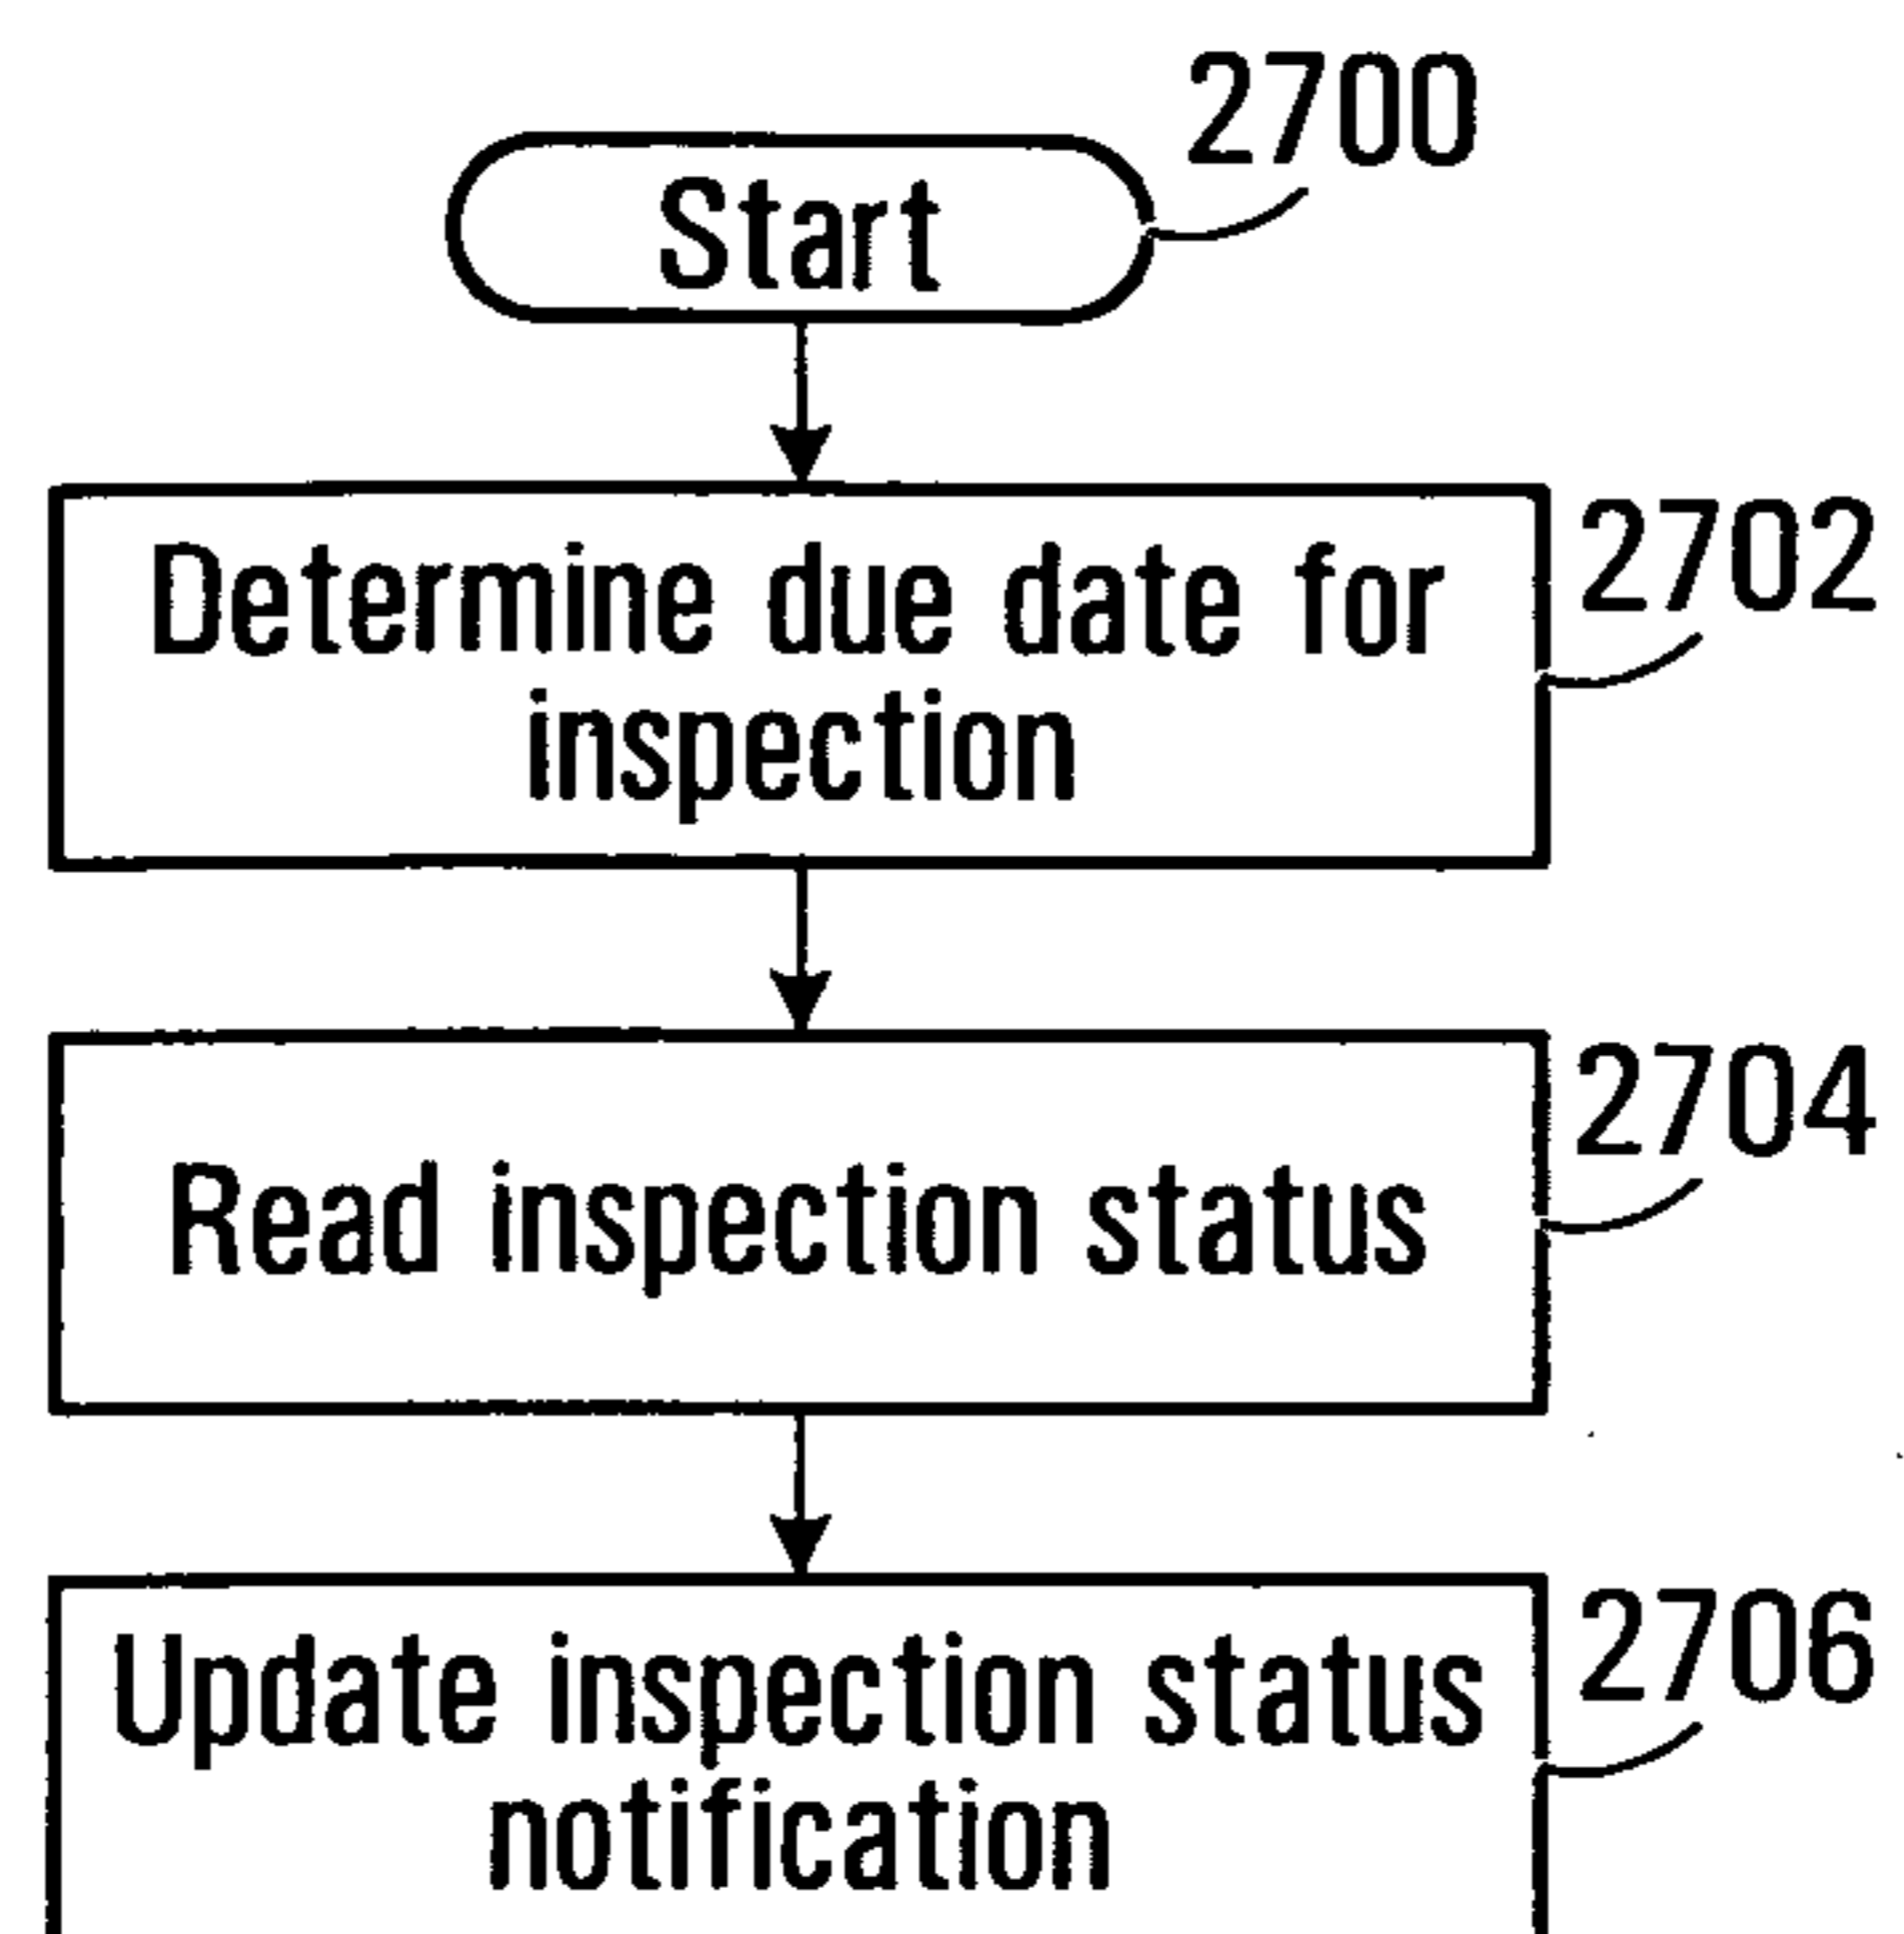 2700
Start
2702
Determine due date for
inspection
2704
Read inspection status
2706
Update inspection status
notification